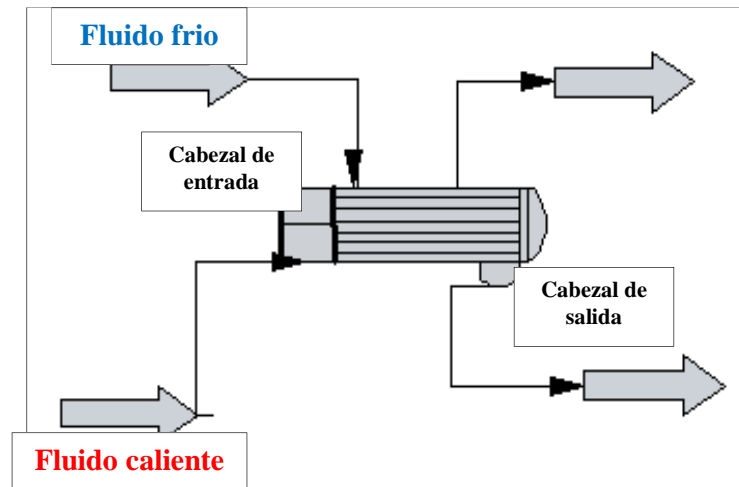 Fluido frio
Cabezal de
entrada
Cabezal de
salida
Fluido caliente